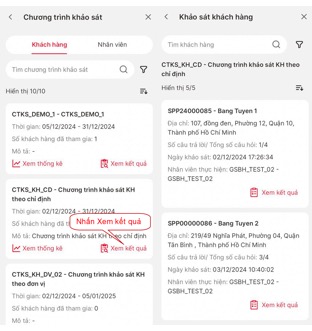 Chương trình khảo sát
Khách hàng
Nhân viên
Tìm chương trình khảo sát
Hiển thị 10/10
CTKS_DEMO_1 - CTKS_DEMO_1
Thời gian: 05/12/2024 - 31/12/2024
Số khách hàng đã tham gia: 1
Mô tả: -
Xem thống kê
Xem kết quả
CTKS_KH_CD - Chương trình khảo sát KH
theo chỉ định
Thời gian: 02/12/2024 - 31/12/2024
Số khách hàng đã th
Nhấn Xem kết quả
Mô tả: Chương trình khảo sát KH theo chỉ định
Xem thống kê
Xem kết quả
CTKS_KH_DV_02 - Chương trình khảo sát KH
theo đơn vị
Thời gian: 02/12/2024 - 05/01/2025
Số khách hàng đã tham gia: 0
Mô tả: -
Khảo sát khách hàng
Tìm khách hàng
CTKS_KH_CD - Chương trình khảo sát KH theo
chỉ định
Hiển thị 5/5
SPP24000085 - Bang Tuyen 1
Địa chỉ: 107, đồng đen, Phường 12, Quận 10,
Thành phố Hồ Chí Minh
Số câu trả lời/ Tổng số câu hỏi: 1/4
Ngày khảo sát: 02/12/2024 17:26:34
Nhân viên thực hiện: GSBH_TEST_02 -
GSBH_TEST_02
Xem kết quả
SPP00000086 - Bang Tuyen 2
Địa chỉ: 219/49 Nghĩa Phát, Phường 04, Quận
Tân Bình , Thành phố Hồ Chí Minh
Số câu trả lời/ Tổng số câu hỏi: 3/4
Ngày khảo sát: 03/12/2024 10:40:02
Nhân viên thực hiện: GSBH_TEST_02 -
GSBH_TEST_02
Xem kết quả